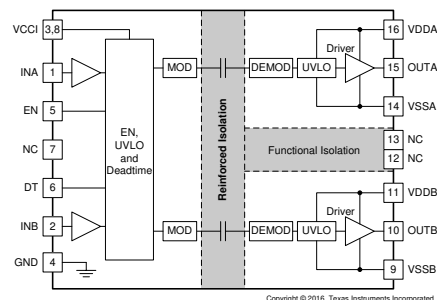 VCCI 3,8
INA 1
EN 5
NC 7
DT 6
INB 2
GND 4
EN,
UVLO
and
Deadtime
MOD
MOD
Reinforced Isolation
DEMOD
UVLO
Driver
Functional Isolation
DEMOD
UVLO
Driver
16 VDDA
15 OUTA
14 VSSA
13 NC
12 NC
11 VDDB
10 OUTB
9 VSSB
Copyright © 2016, Texas Instruments Incorporated